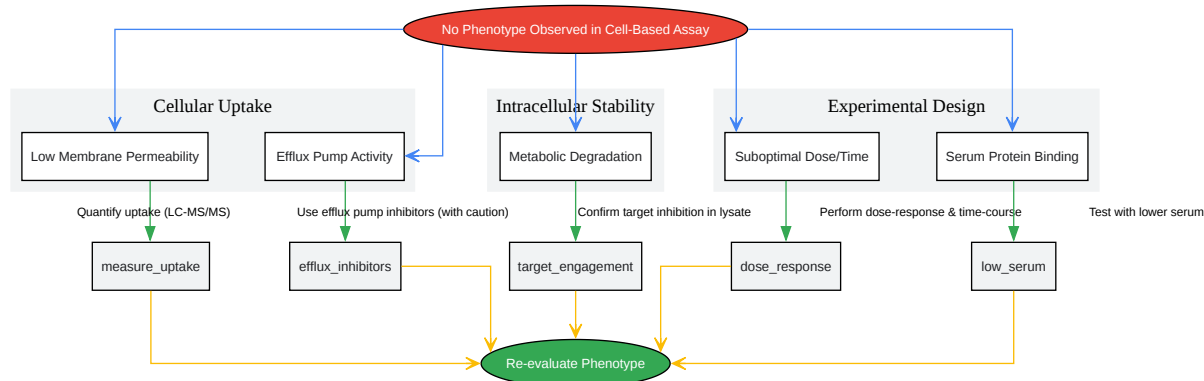 No Phenotype Observed in Cell-Based Assay
Cellular Uptake
Intracellular Stability
Experimental Design
Low Membrane Permeability
Efflux Pump Activity
Metabolic Degradation
Suboptimal Dose/Time
Serum Protein Binding
Quantify uptake (LC-MS/MS)
Use efflux pump inhibitors (with caution)
Confirm target inhibition in lysate
Perform dose-response & time-course
Test with lower serum
measure_uptake
efflux_inhibitors
target_engagement
dose_response
low_serum
Re-evaluate Phenotype